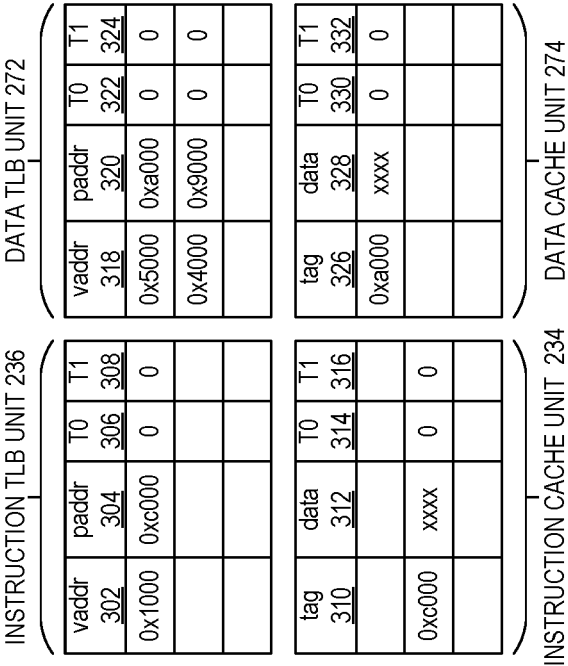 INSTRUCTION TLB UNIT 236
vaddr paddr T0 T1
302 304 306 308
0x1000 0xc000 0 0
DATA TLB UNIT 272
vaddr paddr T0 T1
318 320 322 324
0x5000 0xa000 0 0
0x4000 0x9000 0 0
tag data T0 T1
310 312 314 316
0xc000 xxxx 0 0
INSTRUCTION CACHE UNIT 234
tag data T0 T1
326 328 330 332
0xa000 xxxx 0 0
DATA CACHE UNIT 274